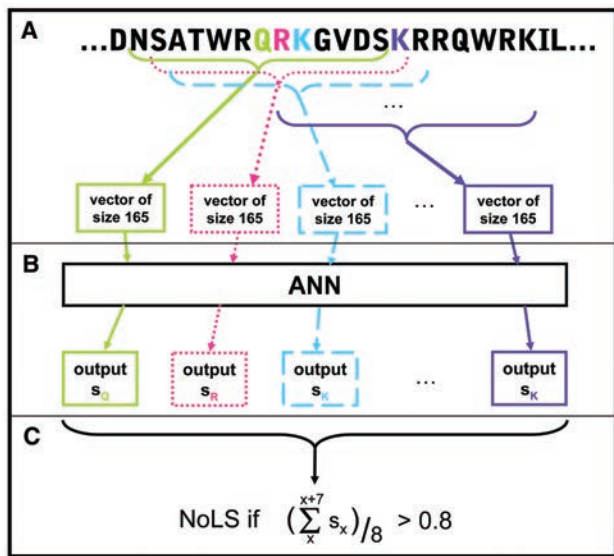 A
...DNSATWRQRKGVDSKRRQWRKIL...
...
vector of
size 165
vector of
size 165
vector of
size 165
...
vector of
size 165
B
ANN
output
sQ
output
sR
output
sK
...
output
sK
C
NoLS if (∑ x x+7 sx)/8 > 0.8